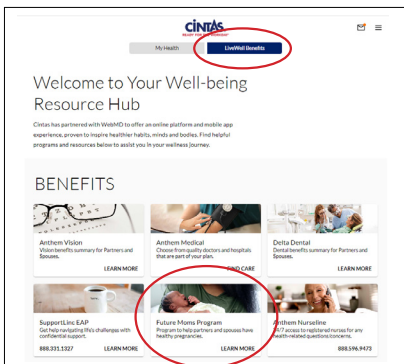 CINTAS
READY FOR THE WORKDAY®
My Health
LiveWell Benefits
Welcome to Your Well-being
Resource Hub
Cintas has partnered with WebMD to offer an online platform and mobile app
experience, proven to inspire healthier habits, minds and bodies. Find helpful
programs and resources below to assist you in your wellness journey.
BENEFITS
Anthem Vision
Vision benefits summary for Partners and
Spouses.
LEARN MORE
Anthem Medical
Choose from quality doctors and hospitals
that are part of your plan.
FIND CARE
Delta Dental
Dental benefits summary for Partners and
Spouses.
LEARN MORE
SupportLinc EAP
Get help navigating life's challenges with
confidential support.
888.331.1327
LEARN MORE
Future Moms Program
Program to help partners and spouses have
healthy pregnancies.
LEARN MORE
Anthem Nurseline
24/7 access to registered nurses for any
health-related questions/concerns.
888.596.9473